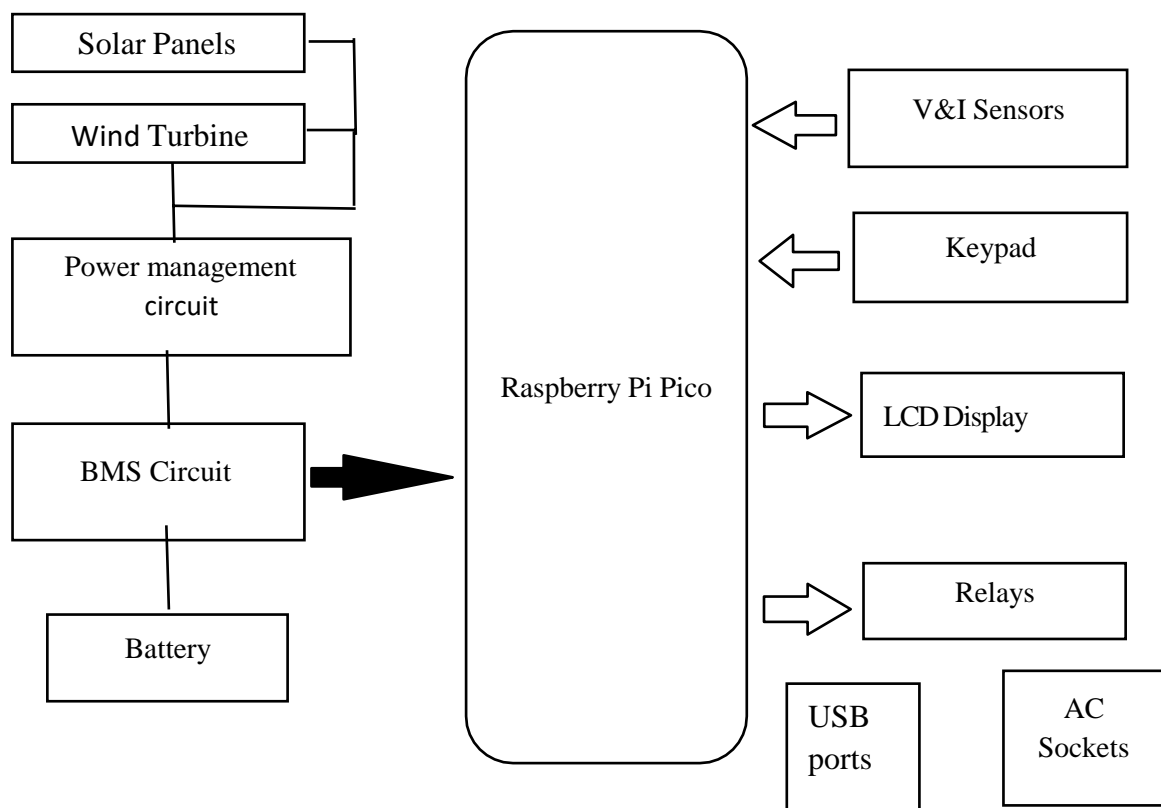 Solar Panels
Wind Turbine
Power management
circuit
BMS Circuit
Battery
Raspberry Pi Pico
V&I Sensors
Keypad
LCD Display
Relays
USB
ports
AC
Sockets